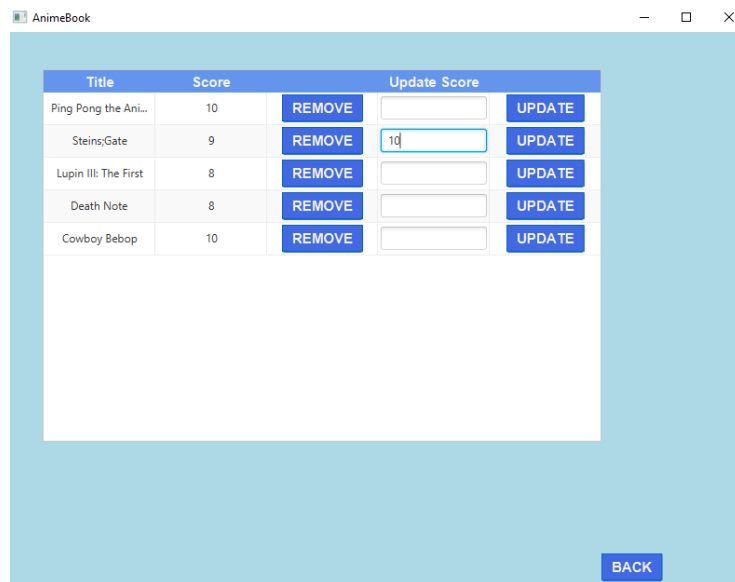 AnimeBook
Title Score Update Score
Ping Pong the Ani... 10 REMOVE UPDATE
Steins;Gate 9 REMOVE 10 UPDATE
Lupin III: The First 8 REMOVE UPDATE
Death Note 8 REMOVE UPDATE
Cowboy Bebop 10 REMOVE UPDATE
BACK